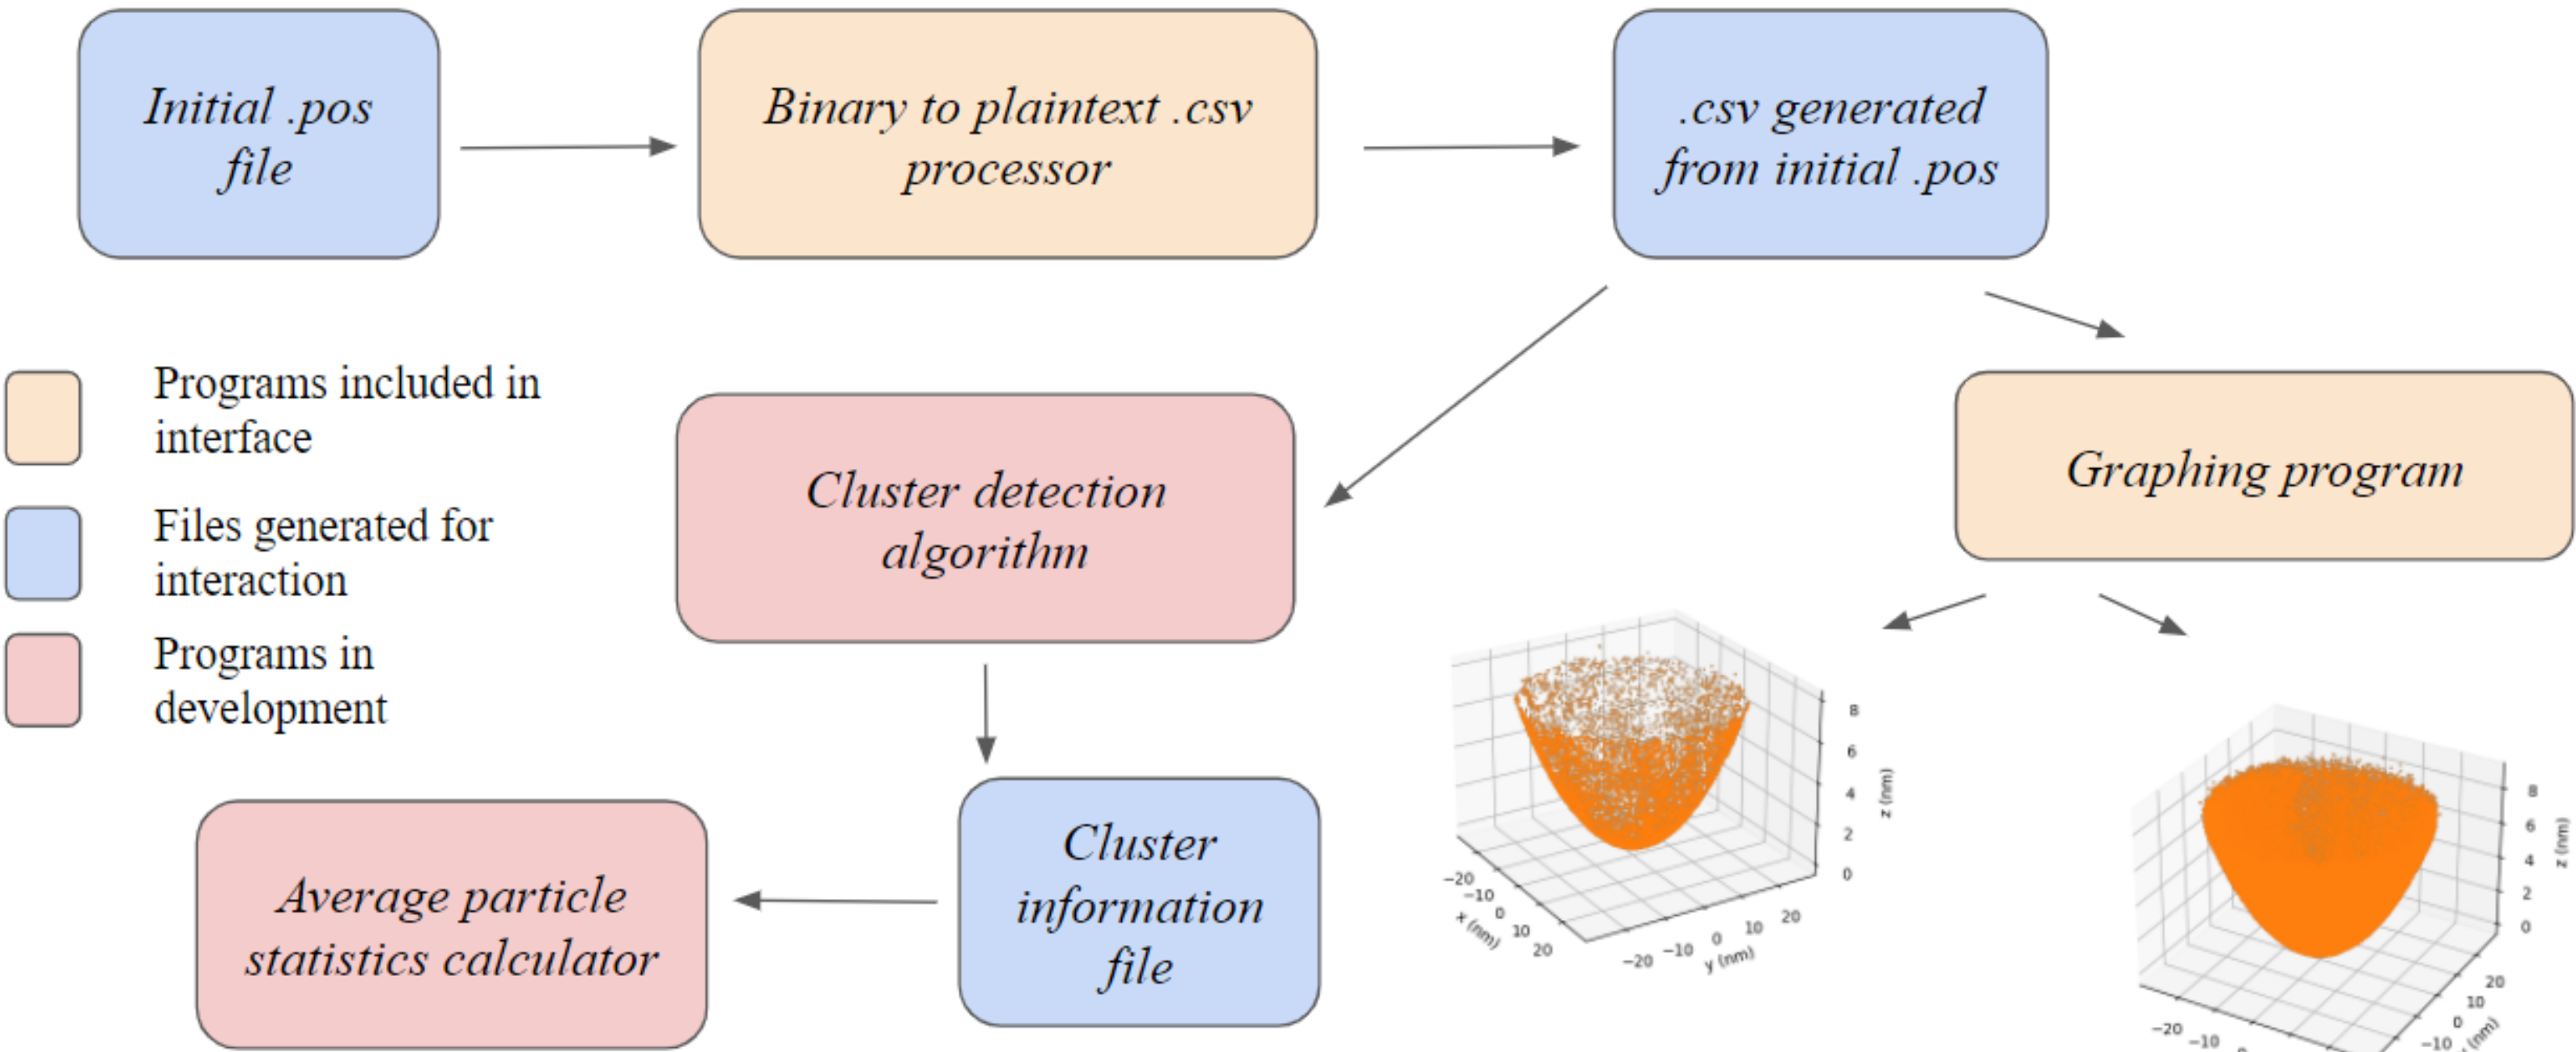 Initial .pos
file
Binary to plaintext .csv
processor
.csv generated
from initial .pos
Programs included in
interface
Files generated for
interaction
Programs in
development
Cluster detection
algorithm
Graphing program
Cluster
information
file
Average particle
statistics calculator
8
6
4
2
0
z (nm)
−20
−10
0
10
20
x (nm)
−20
−10
0
10
20
y (nm)
8
6
4
2
0
z (nm)
20
10
0
−10
−20
−10